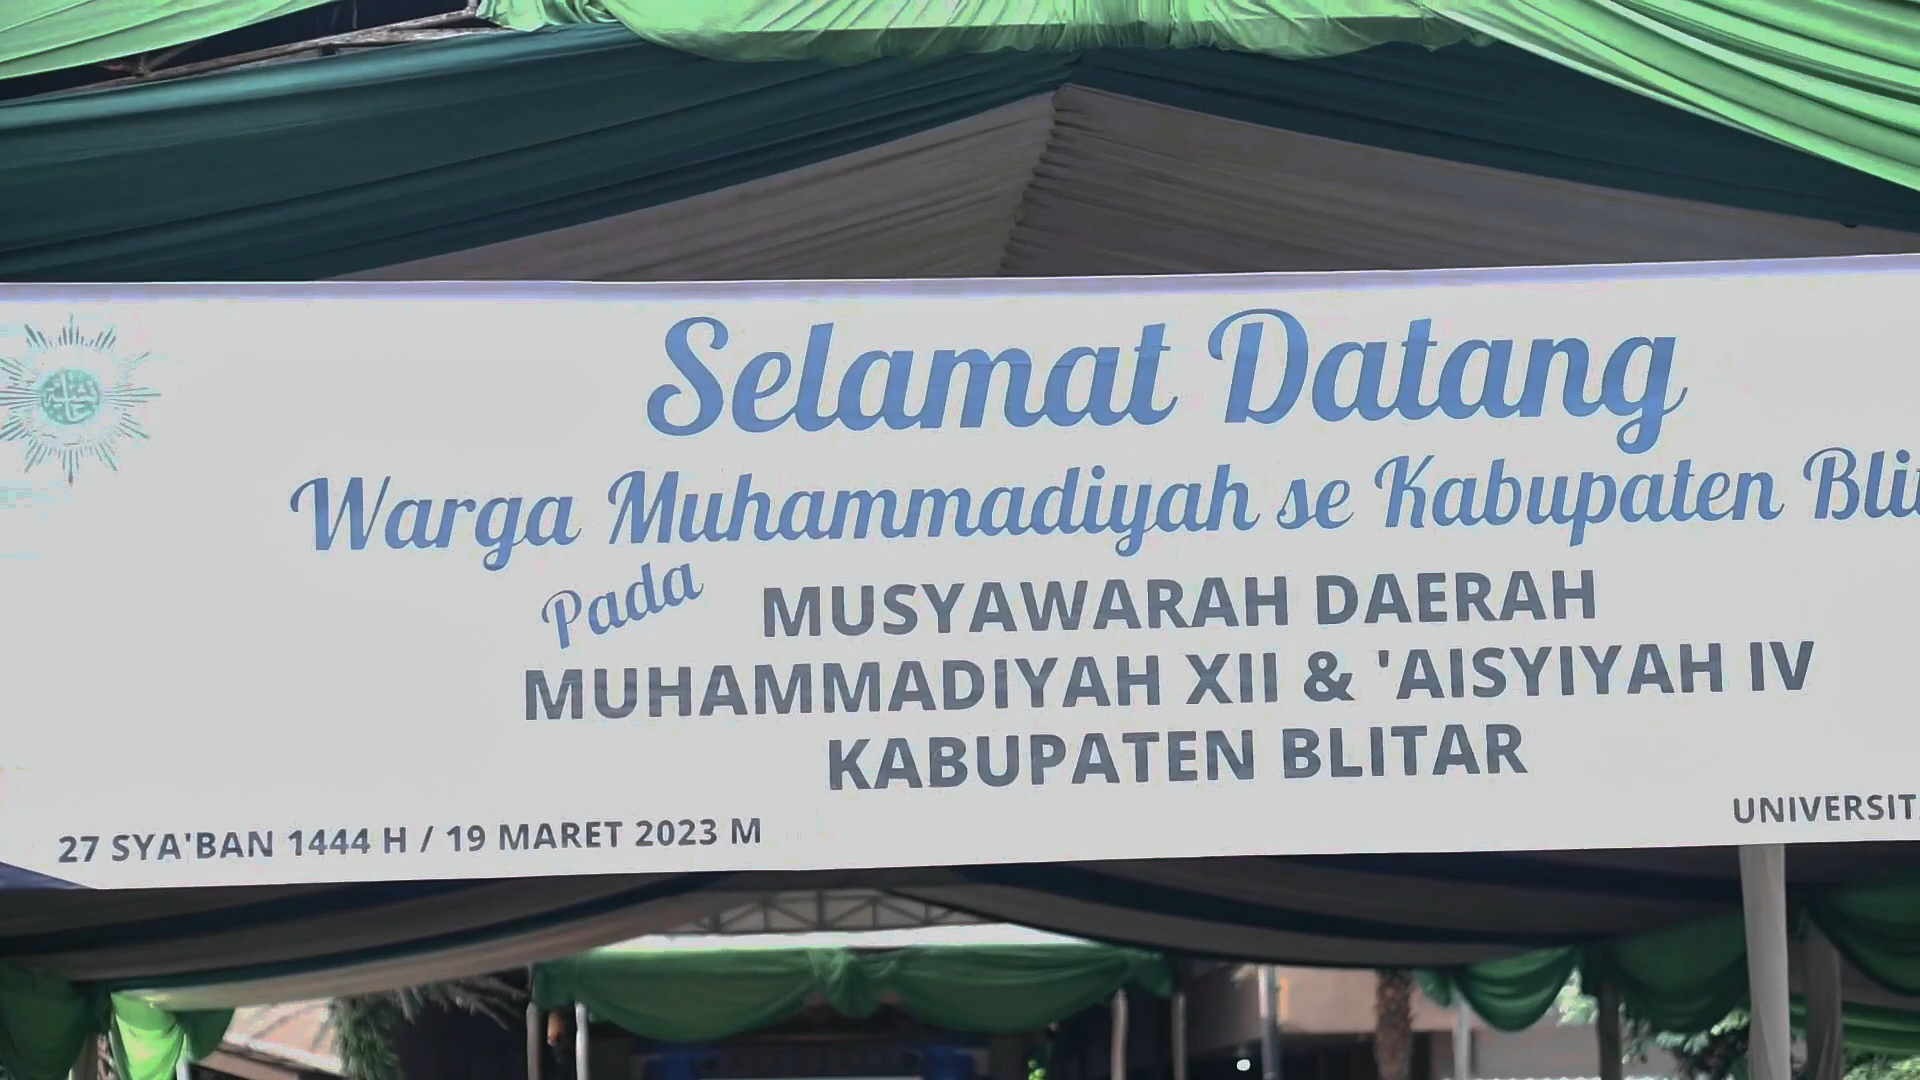 Selamat Datang
Warga Muhammadiyah se Kabupaten
Pada MUSYAWARAH DAERAH
MUHAMMADIYAH XII & 'AISYIYAH IV
KABUPATEN BLITAR
27 SYA'BAN 1444 H / 19 MARET 2023 M